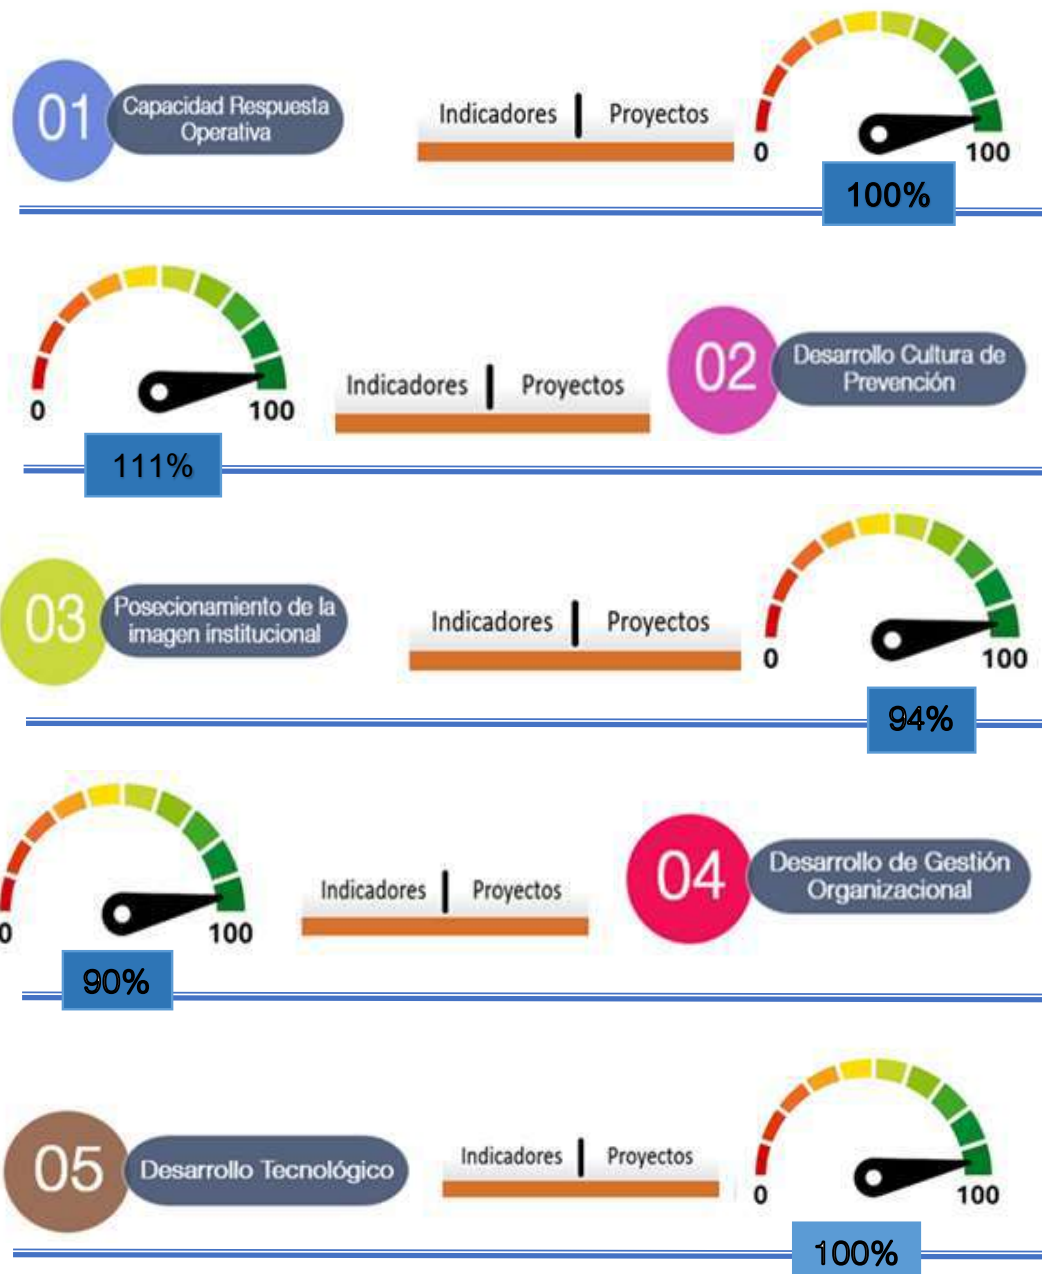 01
Capacidad Respuesta
Operativa
Indicadores Proyectos
0 100
100%
0 100
111%
Indicadores Proyectos
02
Desarrollo Cultura de
Prevención
03
Posecionamiento de la
imagen institucional
Indicadores Proyectos
0 100
94%
0 100
90%
Indicadores Proyectos
04
Desarrollo de Gestión
Organizacional
05
Desarrollo Tecnológico
Indicadores Proyectos
0 100
100%